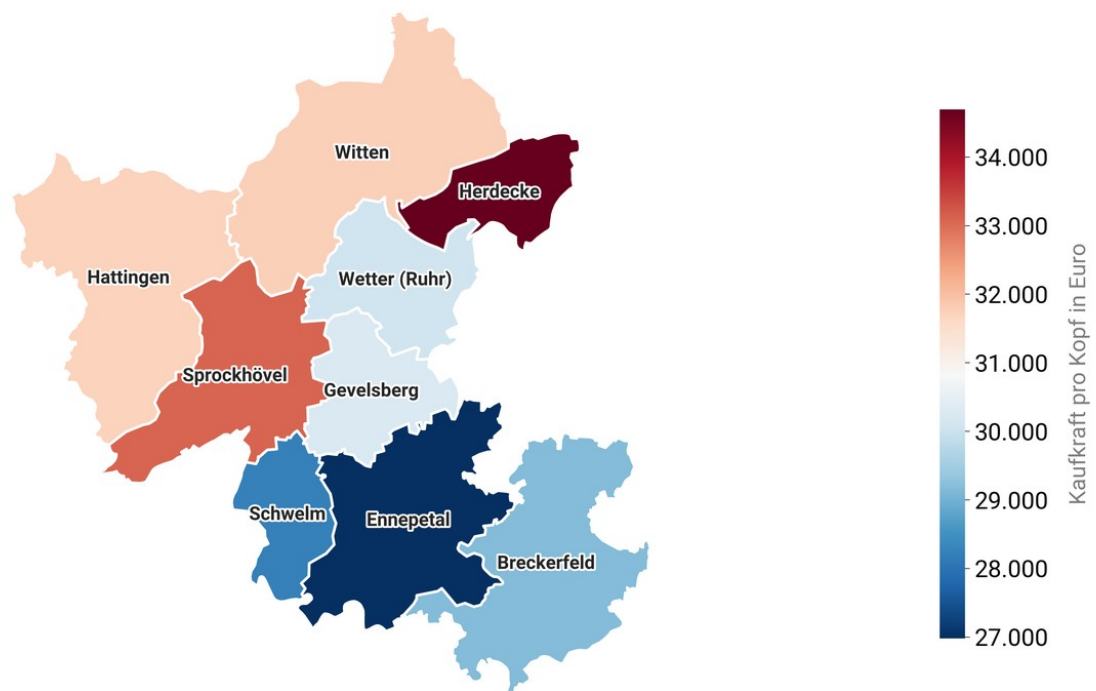 Witten
Herdecke
Hattingen
Wetter (Ruhr)
Sprockhövel
Gevelsberg
Schwelm
Ennepetal
Breckerfeld
34.000
33.000
32.000
31.000
30.000
29.000
28.000
27.000
Kaufkraft pro Kopf in Euro